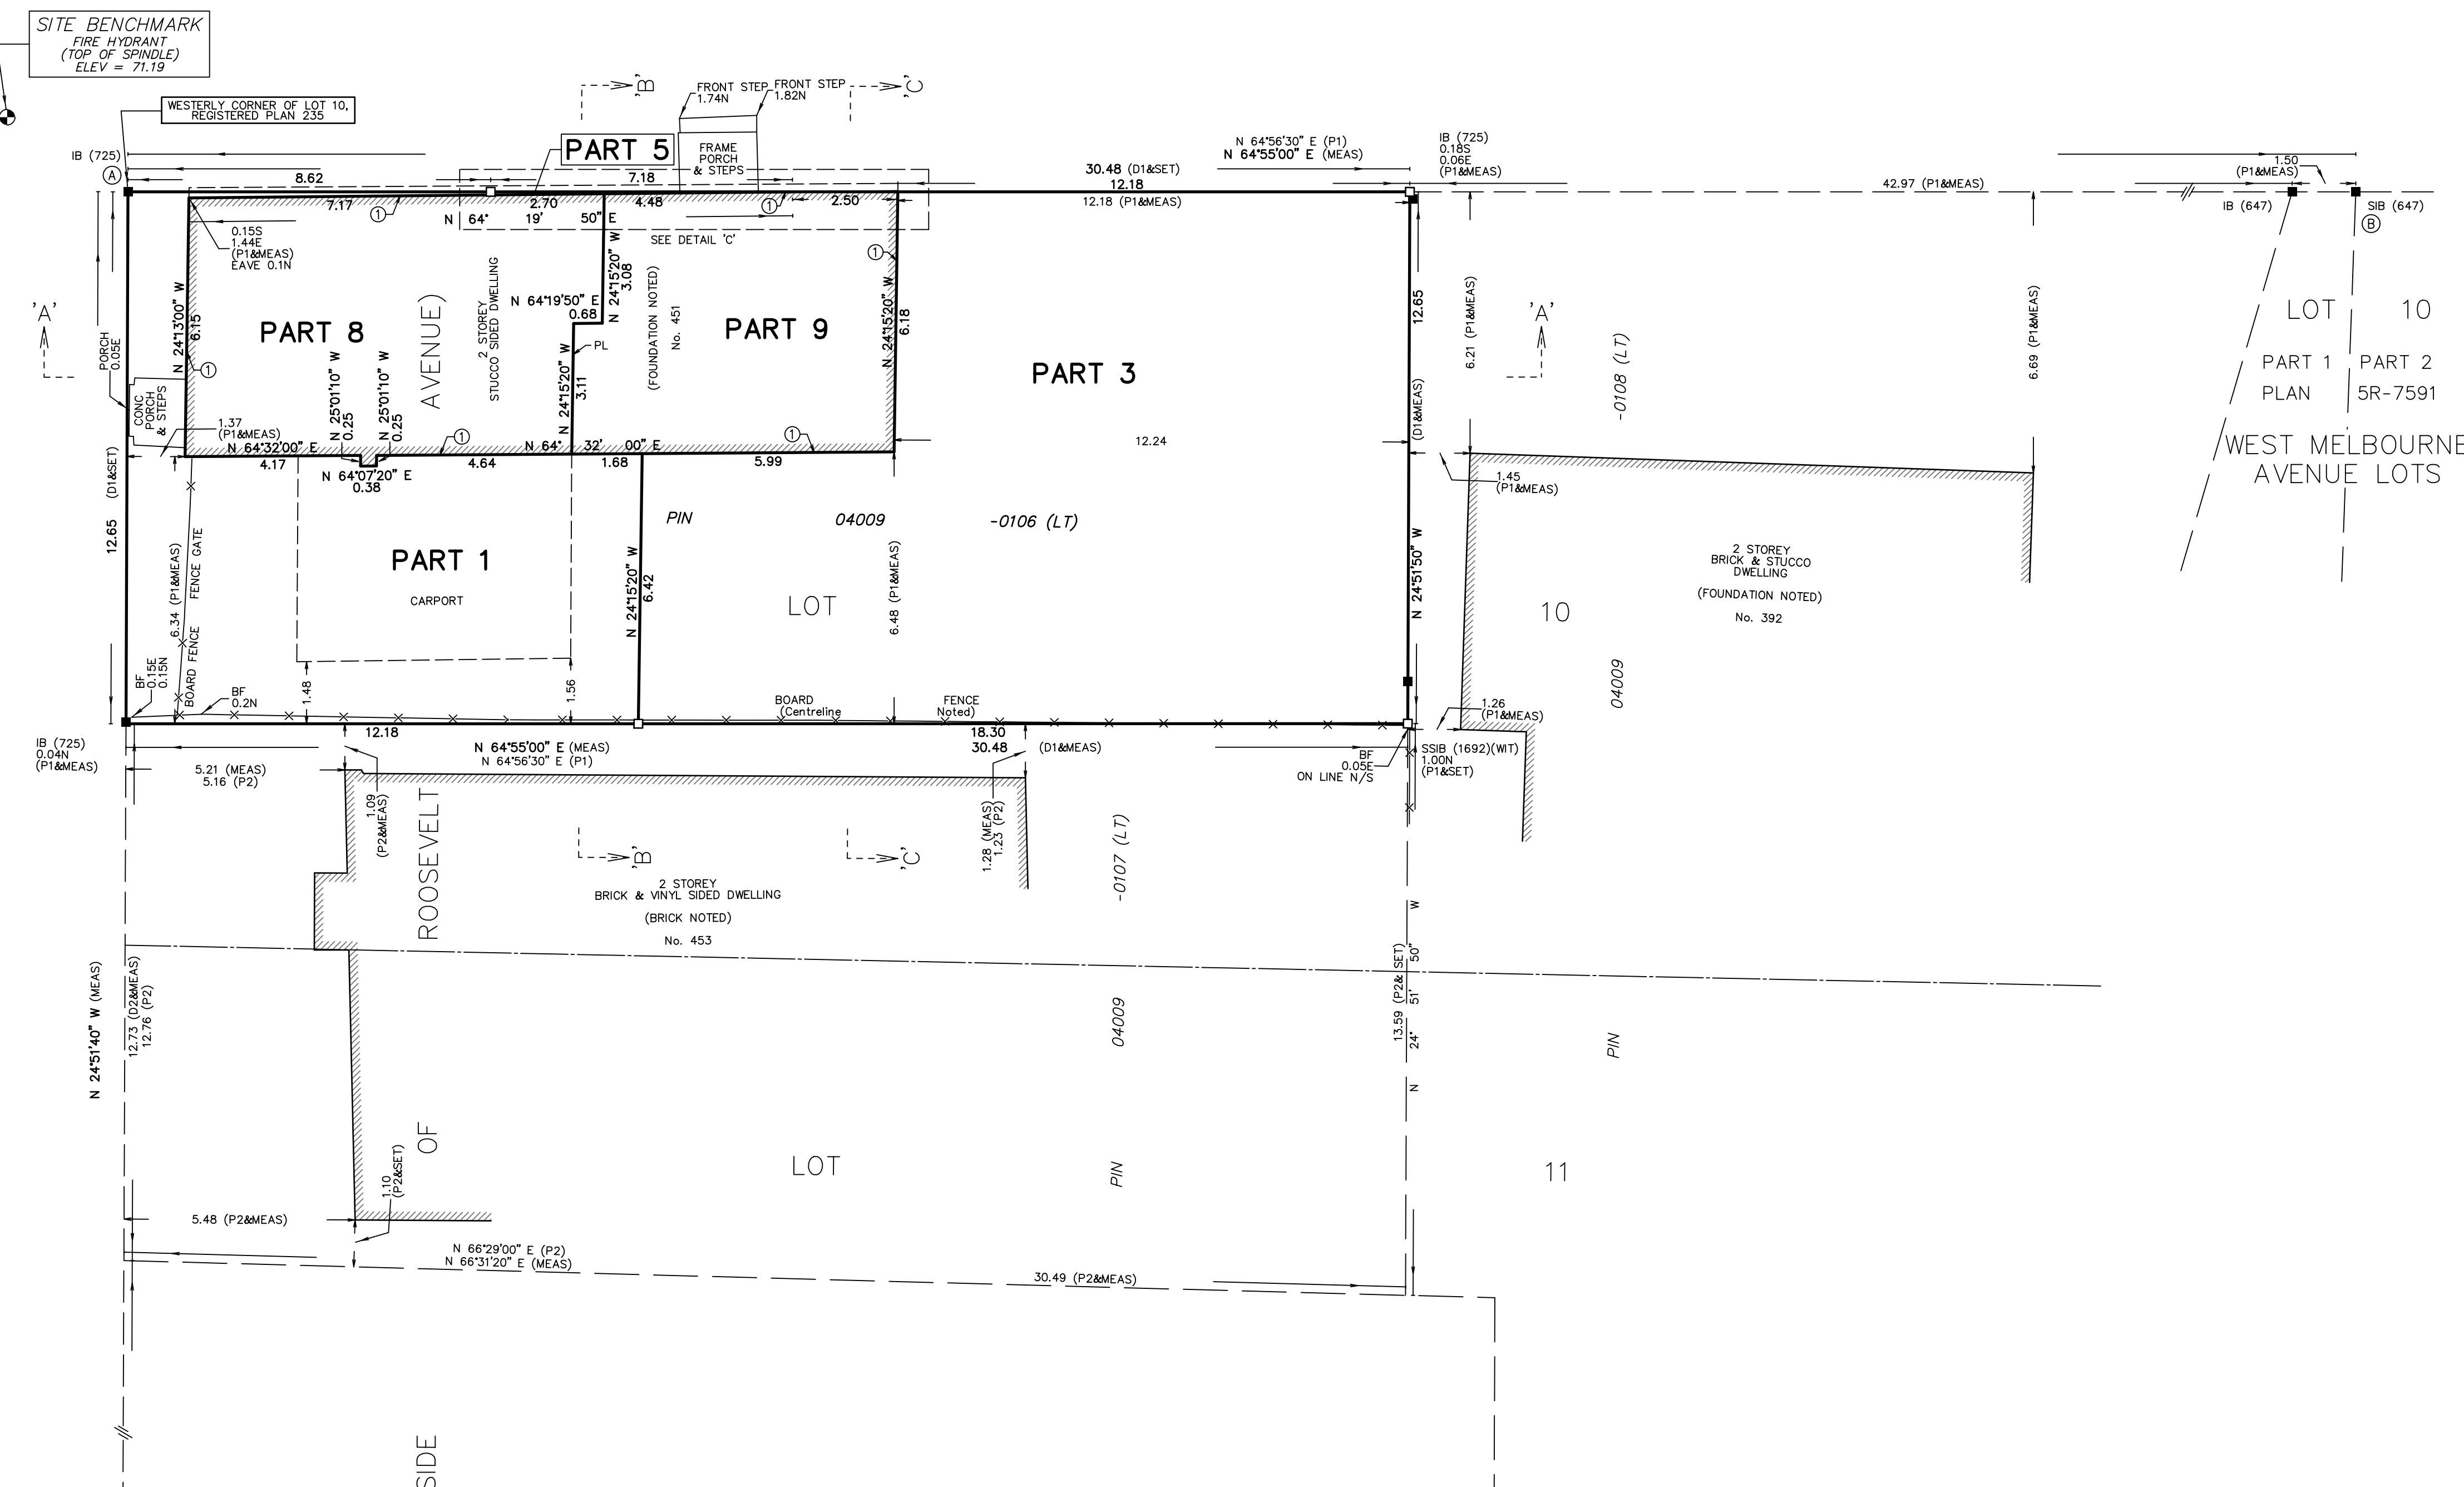 SITE BENCHMARK
FIRE HYDRANT
(TOP OF SPINDLE)
ELEV = 71.19
WESTERLY CORNER OF LOT 10,
REGISTERED PLAN 235
IB (725)
A
'B'
FRONT STEP
1.74N
FRONT STEP
1.82N
'C'
PART 5
FRAME
PORCH
& STEPS
N 64°56'30" E (P1)
N 64°55'00" E (MEAS)
30.48 (D1&SET)
12.18
12.18 (P1&MEAS)
IB (725)
0.18S
0.06E
(P1&MEAS)
1.50
(P1&MEAS)
42.97 (P1&MEAS)
IB (647)
SIB (647)
B
8.62
7.18
7.17
1
2.70
4.48
1
2.50
N 64° 19' 50" E
SEE DETAIL 'C'
0.15S
1.44E
(P1&MEAS)
EAVE 0.1N
1
'A'
PORCH
0.05E
N 24°13'00" W
6.15
1
PART 8
AVENUE)
2 STOREY
STUCCO SIDED DWELLING
N 64°19'50" E
0.68
N 24°15'20" W
3.08
(FOUNDATION NOTED)
No. 451
PL
N 24°15'20" W
3.11
PART 9
N 24°15'20" W
6.18
PART 3
12.65
(D1&MEAS)
6.21 (P1&MEAS)
'A'
-0108 (LT)
6.69 (P1&MEAS)
LOT 10
PART 1 PART 2
PLAN 5R-7591
WEST MELBOURNE
AVENUE LOTS
CONC
PORCH
& STEPS
1.37
(P1&MEAS)
N 25°01'10" W
0.25
N 25°01'10" W
0.25
N 64°32'00" E
4.17
1
N 64°07'20" E
0.38
4.64
N 64° 32' 00" E
1.68
1
5.99
12.24
1.45
(P1&MEAS)
12.65 (D1&SET)
6.34 (P1&MEAS)
BOARD FENCE
FENCE GATE
PART 1
CARPORT
N 24°15'20" W
6.42
PIN 04009 -0106 (LT)
LOT
6.48 (P1&MEAS)
N 24°51'50" W
2 STOREY
BRICK & STUCCO
DWELLING
(FOUNDATION NOTED)
No. 392
10
04009
BF
0.15E
0.15N
BF
0.2N
1.48
1.56
BOARD FENCE
(Centreline Noted)
1.26
(P1&MEAS)
IB (725)
0.04N
(P1&MEAS)
12.18
N 64°55'00" E (MEAS)
N 64°56'30" E (P1)
18.30
30.48 (D1&MEAS)
BF
0.05E
ON LINE N/S
SSIB (1692)(WIT)
1.00N
(P1&SET)
5.21 (MEAS)
5.16 (P2)
1.09
(P2&MEAS)
ROOSEVELT
'B'
'C'
1.28 (MEAS)
1.23 (P2)
-0107 (LT)
2 STOREY
BRICK & VINYL SIDED DWELLING
(BRICK NOTED)
No. 453
N 24°51'40" W (MEAS)
12.73 (D2&MEAS)
12.76 (P2)
04009
13.59 (P2& SET)
N 24° 51' 50" W
PIN
OF
1.10
(P2&SET)
LOT
PIN
11
5.48 (P2&MEAS)
N 66°29'00" E (P2)
N 66°31'20" E (MEAS)
30.49 (P2&MEAS)
SIDE